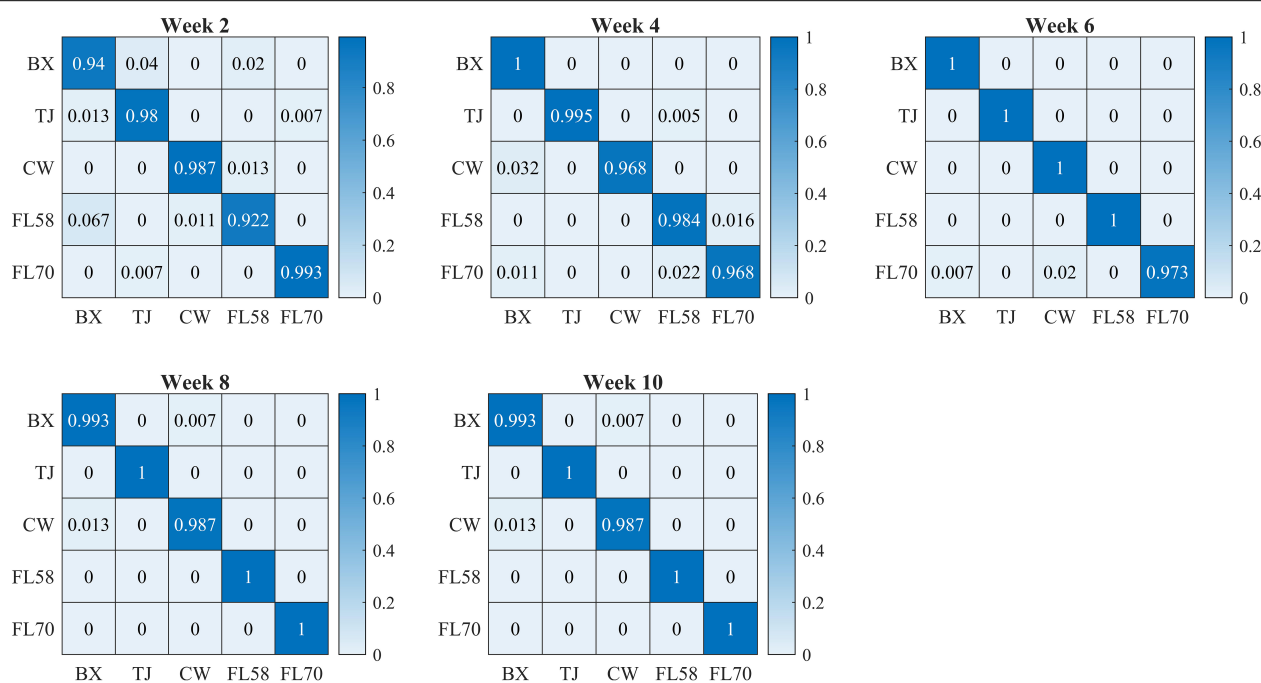 Week 2
BX 0.94 0.04 0 0.02 0
TJ 0.013 0.98 0 0 0.007
CW 0 0 0.987 0.013 0
FL58 0.067 0 0.011 0.922 0
FL70 0 0.007 0 0 0.993
BX TJ CW FL58 FL70
0.8
0.6
0.4
0.2
0
Week 4
BX 1 0 0 0 0
TJ 0 0.995 0 0.005 0
CW 0.032 0 0.968 0 0
FL58 0 0 0 0.984 0.016
FL70 0.011 0 0 0.022 0.968
BX TJ CW FL58 FL70
1
0.8
0.6
0.4
0.2
0
Week 6
BX 1 0 0 0 0
TJ 0 1 0 0 0
CW 0 0 1 0 0
FL58 0 0 0 1 0
FL70 0.007 0 0.02 0 0.973
BX TJ CW FL58 FL70
1
0.8
0.6
0.4
0.2
0
Week 8
BX 0.993 0 0.007 0 0
TJ 0 1 0 0 0
CW 0.013 0 0.987 0 0
FL58 0 0 0 1 0
FL70 0 0 0 0 1
BX TJ CW FL58 FL70
1
0.8
0.6
0.4
0.2
0
Week 10
BX 0.993 0 0.007 0 0
TJ 0 1 0 0 0
CW 0.013 0 0.987 0 0
FL58 0 0 0 1 0
FL70 0 0 0 0 1
BX TJ CW FL58 FL70
1
0.8
0.6
0.4
0.2
0